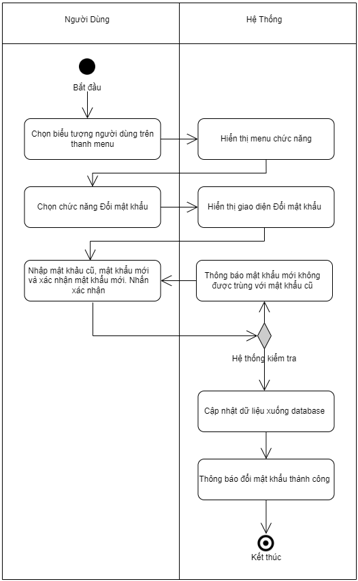 Người Dùng
Hệ Thống
Bắt đầu
Chọn biểu tượng người dùng trên
thanh menu
Hiển thị menu chức năng
Chọn chức năng Đổi mật khẩu
Hiển thị giao diện Đổi mật khẩu
Nhập mật khẩu cũ, mật khẩu mới
và xác nhận mật khẩu mới. Nhấn
xác nhận
Thông báo mật khẩu mới không
được trùng với mật khẩu cũ
Hệ thống kiểm tra
Cập nhật dữ liệu xuống database
Thông báo đổi mật khẩu thành công
Kết thúc